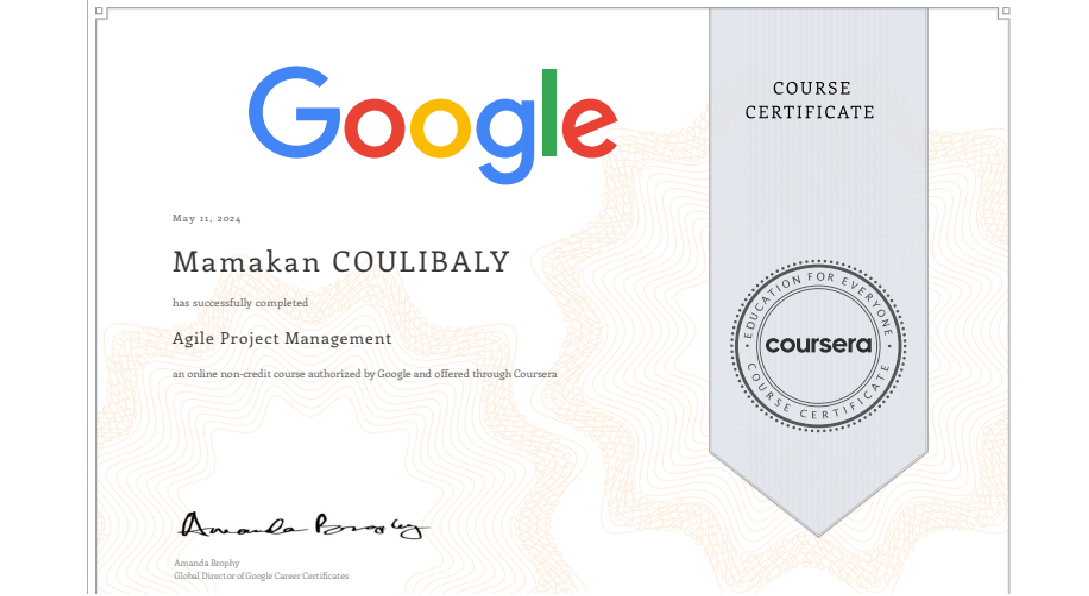 Google
COURSE
CERTIFICATE
May 11, 2024
Mamakan COULIBALY
has successfully completed
Agile Project Management
an online non-credit course authorized by Google and offered through Coursera
EDUCATION FOR EVERYONE
coursera
COURSE CERTIFICATE
Amanda Brophy
Amanda Brophy
Global Director of Google Career Certificates